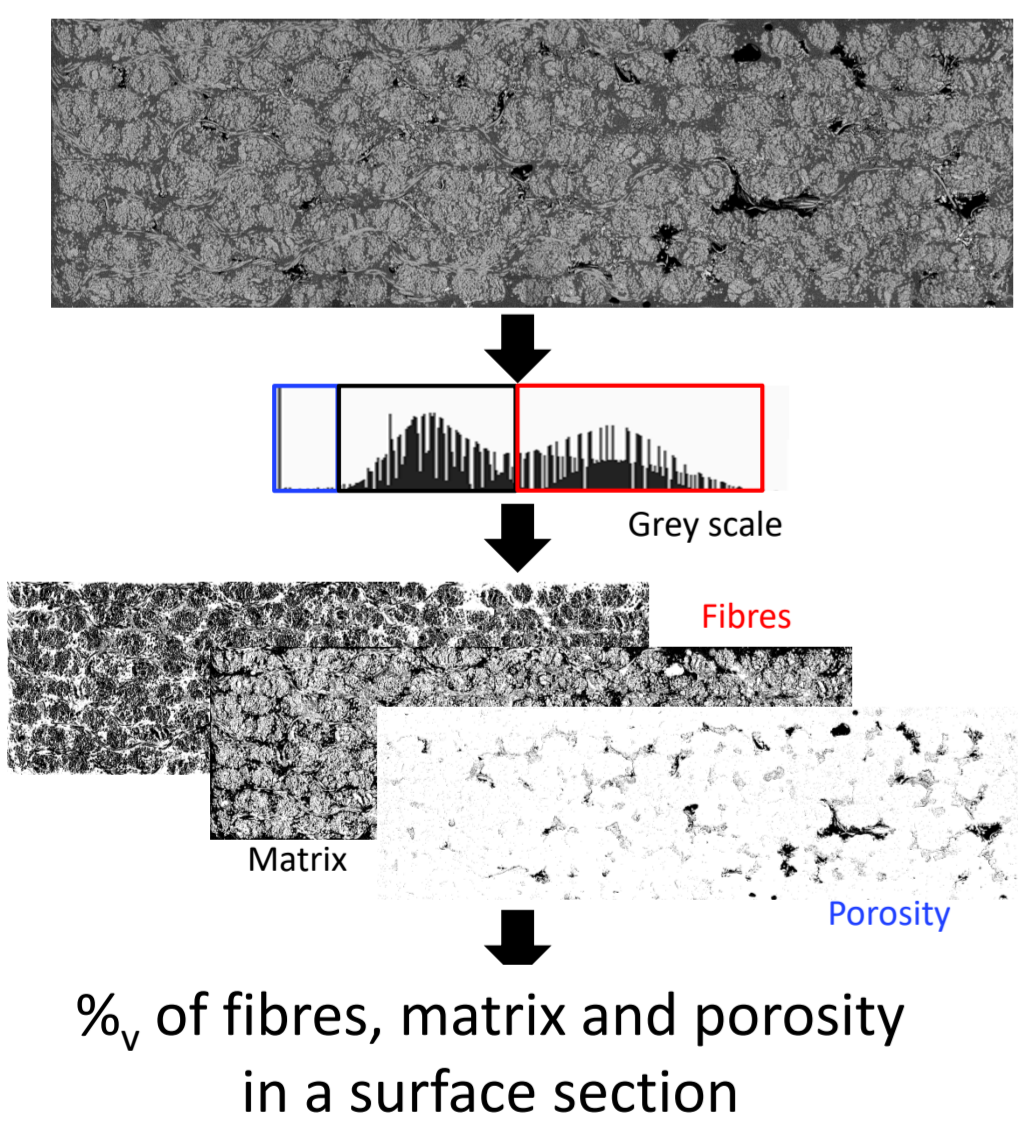 Grey scale
Fibres
Matrix
Porosity
%v of fibres, matrix and porosity
in a surface section